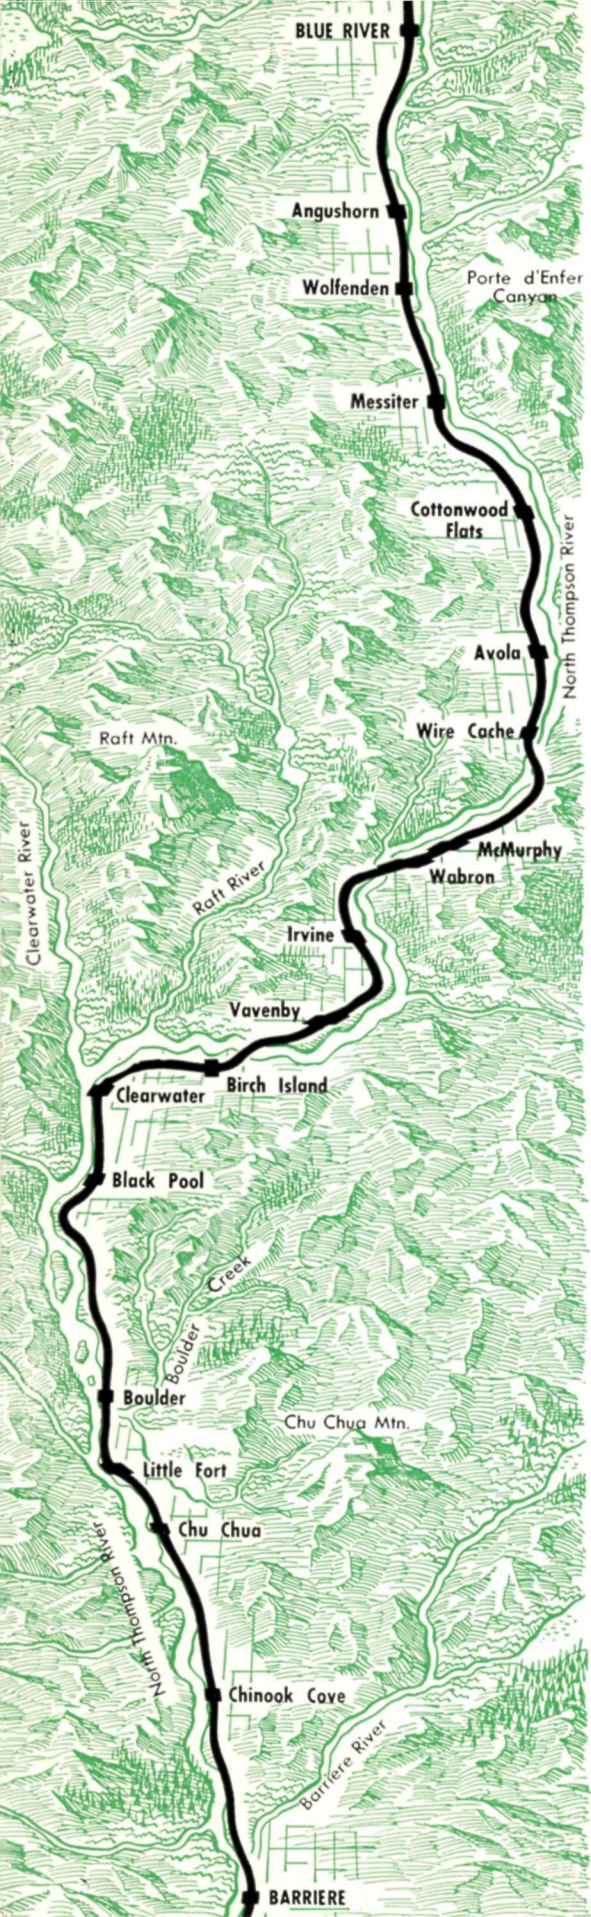 BLUE RIVER
Angushorn
Porte d'Enfer
Canyon
Wolfenden
Messiter
Cottonwood
Flats
North Thompson River
Avola
Wire Cache
Raft Mtn.
Clearwater River
McMurphy
Wabron
Raft River
Irvine
Vavenby
Birch Island
Clearwater
Black Pool
Boulder Creek
Boulder
Chu Chua Mtn.
Little Fort
Chu Chua
North Thompson River
Chinook Cove
Barriere River
BARRIERE